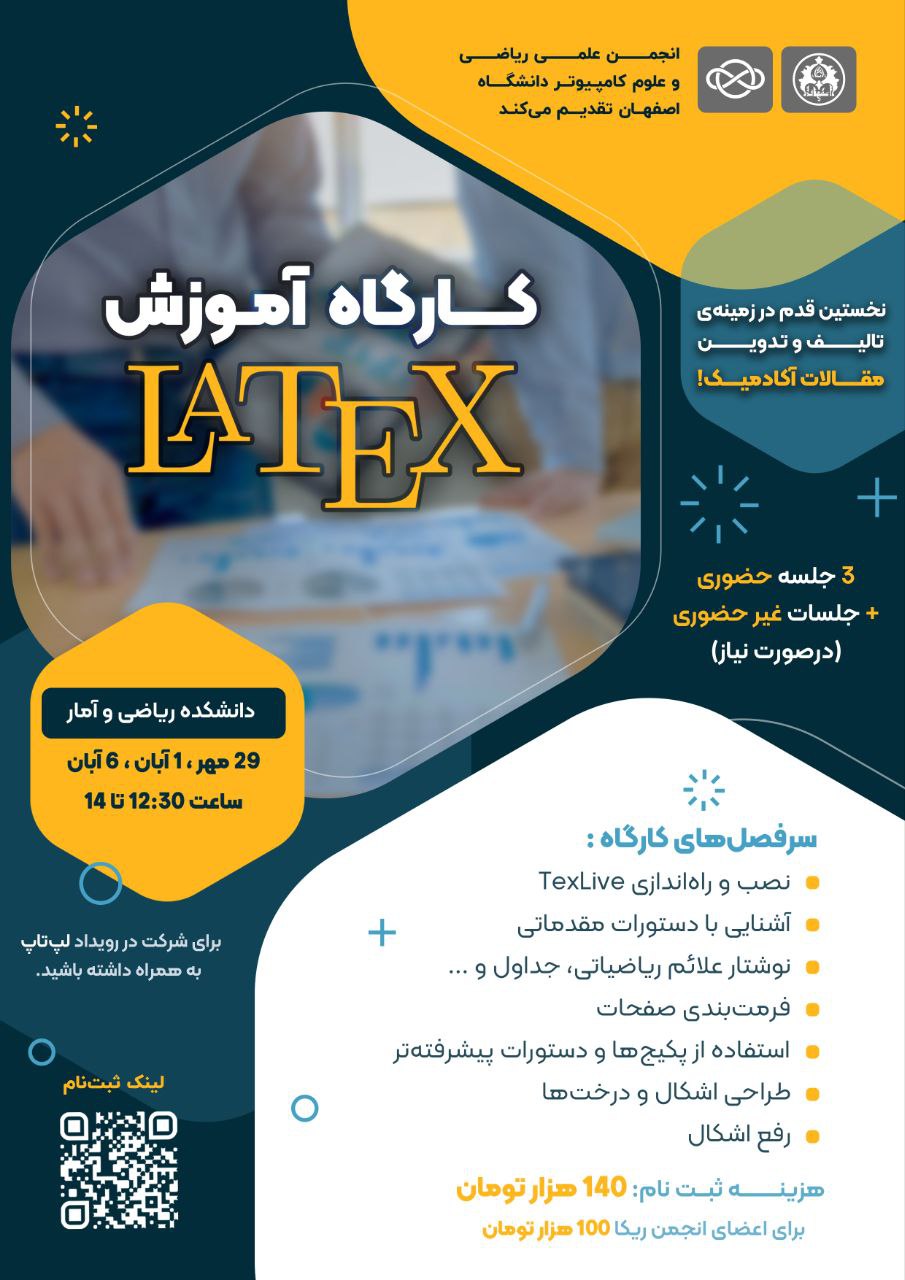 انجمن علمی ریاضی
و علوم کامپیوتر دانشگاه
اصفهان تقدیم می‌کند
کارگاه آموزش
LATEX
نخستین قدم در زمینه‌ی
تالیف و تدوین
مقالات آکادمیک!
3 جلسه حضوری
+ جلسات غیر حضوری
(درصورت نیاز)
دانشکده ریاضی و آمار
29 مهر ، 1 آبان ، 6 آبان
ساعت 12:30 تا 14
برای شرکت در رویداد لپ‌تاپ
به همراه داشته باشید.
لینک ثبت‌نام
سرفصل‌های کارگاه :
نصب و راه‌اندازی TexLive
آشنایی با دستورات مقدماتی
نوشتار علائم ریاضیاتی، جداول و ...
فرمت‌بندی صفحات
استفاده از پکیج‌ها و دستورات پیشرفته‌تر
طراحی اشکال و درخت‌ها
رفع اشکال
هزینه ثبت نام: 140 هزار تومان
برای اعضای انجمن ریکا 100 هزار تومان